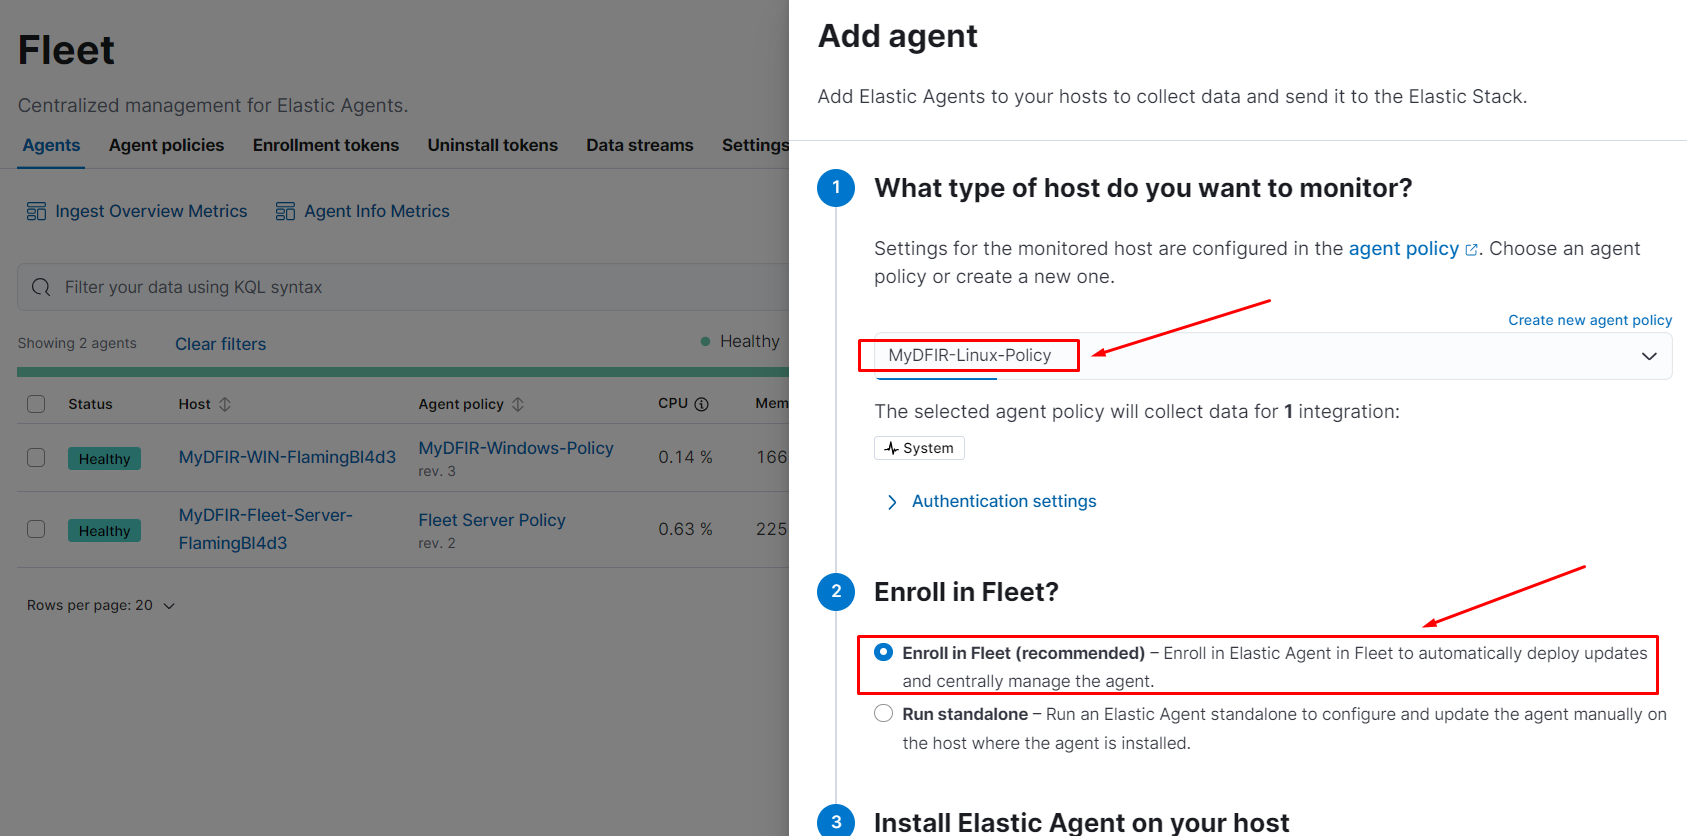 Fleet
Centralized management for Elastic Agents.
Agents Agent policies Enrollment tokens Uninstall tokens Data streams Settings
Ingest Overview Metrics Agent Info Metrics
Filter your data using KQL syntax
Showing 2 agents Clear filters Healthy
Status Host Agent policy CPU Mem
Healthy MyDFIR-WIN-FlamingBl4d3 MyDFIR-Windows-Policy 0.14 % 166
rev. 3
Healthy MyDFIR-Fleet-Server- Fleet Server Policy 0.63 % 225
FlamingBl4d3 rev. 2
Rows per page: 20
Add agent
Add Elastic Agents to your hosts to collect data and send it to the Elastic Stack.
1 What type of host do you want to monitor?
Settings for the monitored host are configured in the agent policy. Choose an agent
policy or create a new one.
Create new agent policy
MyDFIR-Linux-Policy
The selected agent policy will collect data for 1 integration:
System
Authentication settings
2 Enroll in Fleet?
Enroll in Fleet (recommended) – Enroll in Elastic Agent in Fleet to automatically deploy updates
and centrally manage the agent.
Run standalone – Run an Elastic Agent standalone to configure and update the agent manually on
the host where the agent is installed.
3 Install Elastic Agent on your host